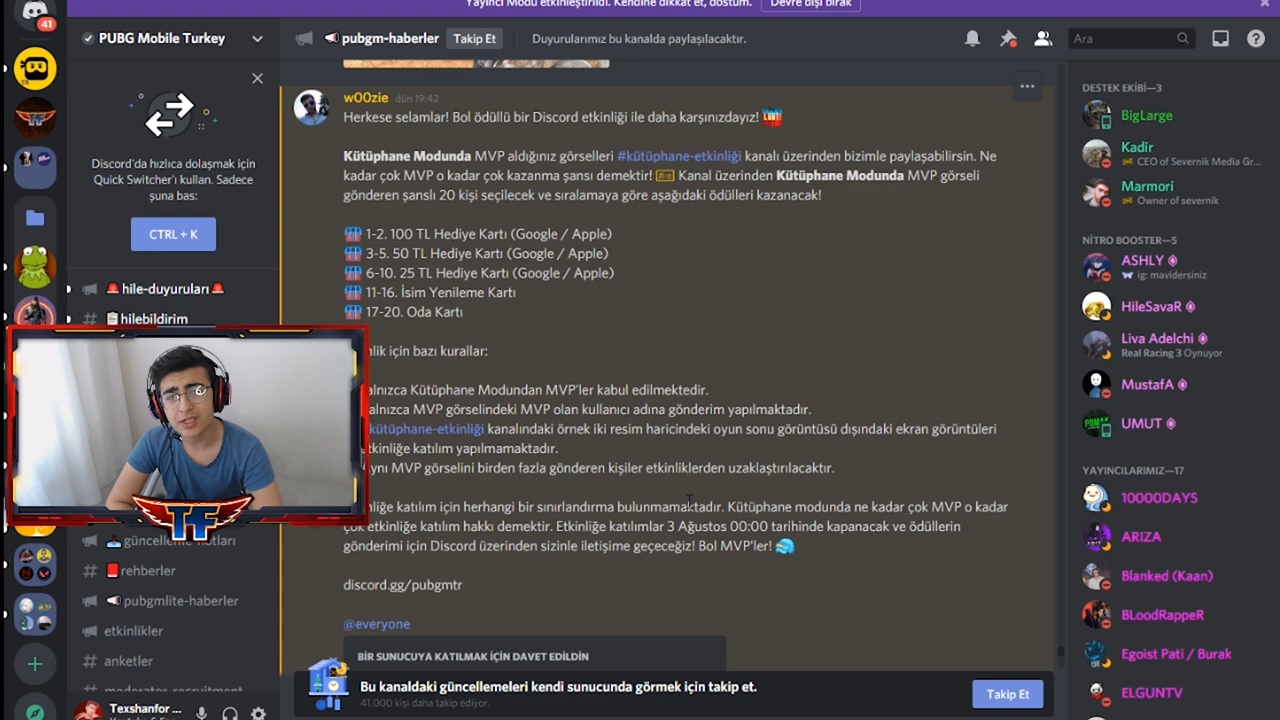 Yayıncı Modu etkinleştirildi. Kendine dikkat et, dostum.
Devre dışı bırak
41
PUBG Mobile Turkey
pubgm-haberler
Takip Et
Duyurularımız bu kanalda paylaşılacaktır.
Ara
Discord'da hızlıca dolaşmak için
Quick Switcher'ı kullan. Sadece
şuna bas:
CTRL + K
hile-duyuruları
hilebildirim
güncelleme-notları
rehberler
pubgmlite-haberler
etkinlikler
anketler
moderator-recruitment
Texshanfor ...
TF
w00zie dün 19:42
Herkese selamlar! Bol ödüllü bir Discord etkinliği ile daha karşınızdayız!
Kütüphane Modunda MVP aldığınız görselleri #kütüphane-etkinliği kanalı üzerinden bizimle paylaşabilirsin. Ne
kadar çok MVP o kadar çok kazanma şansı demektir! Kanal üzerinden Kütüphane Modunda MVP görseli
gönderen şanslı 20 kişi seçilecek ve sıralamaya göre aşağıdaki ödülleri kazanacak!
1-2. 100 TL Hediye Kartı (Google / Apple)
3-5. 50 TL Hediye Kartı (Google / Apple)
6-10. 25 TL Hediye Kartı (Google / Apple)
11-16. İsim Yenileme Kartı
17-20. Oda Kartı
nlik için bazı kurallar:
alnızca Kütüphane Modundan MVP'ler kabul edilmektedir.
alnızca MVP görselindeki MVP olan kullanıcı adına gönderim yapılmaktadır.
kütüphane-etkinliği kanalındaki örnek iki resim haricindeki oyun sonu görüntüsü dışındaki ekran görüntüleri
etkinliğe katılım yapılmamaktadır.
ynı MVP görselini birden fazla gönderen kişiler etkinliklerden uzaklaştırılacaktır.
liğe katılım için herhangi bir sınırlandırma bulunmamaktadır. Kütüphane modunda ne kadar çok MVP o kadar
çok etkinliğe katılım hakkı demektir. Etkinliğe katılımlar 3 Ağustos 00:00 tarihinde kapanacak ve ödüllerin
gönderimi için Discord üzerinden sizinle iletişime geçeceğiz! Bol MVP'ler!
discord.gg/pubgmtr
@everyone
BİR SUNUCUYA KATILMAK İÇİN DAVET EDİLDİN
Bu kanaldaki güncellemeleri kendi sunucunda görmek için takip et.
41.000 kişi daha takip ediyor.
Takip Et
DESTEK EKİBİ—3
BigLarge
Kadir
CEO of Severnik Media Gr...
Marmori
Owner of severnik
NİTRO BOOSTER—5
ASHLY
ig: mavidersiniz
HileSavaR
Liva Adelchi
Real Racing 3 Oynuyor
MustafA
UMUT
YAYINCILARIMIZ—17
10000DAYS
ARIZA
Blanked (Kaan)
BLoodRappeR
Egoist Pati / Burak
ELGUNTV